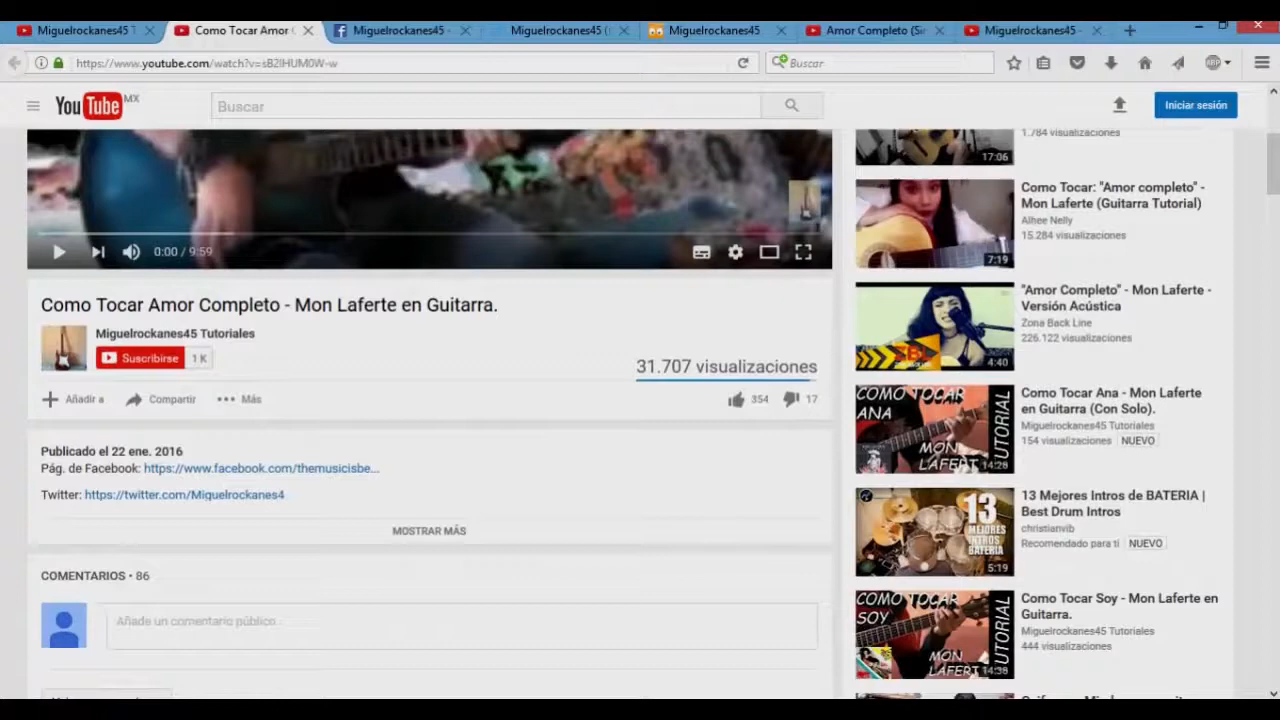 Miguelrockanes45 T
Como Tocar Amor C
Miguelrockanes45 -
Miguelrockanes45 (
Miguelrockanes45
Amor Completo (Si
Miguelrockanes45 -
https://www.youtube.com/watch?v=sB2IHUM0W-w
Buscar
ABP
YouTube MX
Buscar
Iniciar sesión
0:00 / 9:59
Como Tocar Amor Completo - Mon Laferte en Guitarra.
Miguelrockanes45 Tutoriales
Suscribirse 1 K
31.707 visualizaciones
Añadir a
Compartir
Más
354
17
Publicado el 22 ene. 2016
Pág. de Facebook: https://www.facebook.com/themusicisbe...
Twitter: https://twitter.com/Miguelrockanes4
MOSTRAR MÁS
COMENTARIOS • 86
Añade un comentario público...
1.784 visualizaciones
17:06
Como Tocar: "Amor completo" -
Mon Laferte (Guitarra Tutorial)
Alhee Nelly
15.284 visualizaciones
7:19
"Amor Completo" - Mon Laferte -
Versión Acústica
Zona Back Line
226.122 visualizaciones
ZBL
4:40
Como Tocar Ana - Mon Laferte
en Guitarra (Con Solo).
Miguelrockanes45 Tutoriales
154 visualizaciones NUEVO
COMO TOCAR
ANA
MON
LAFERT
TUTORIAL
14:28
13 Mejores Intros de BATERIA |
Best Drum Intros
christianvib
Recomendado para ti NUEVO
13
MEJORES
INTROS
BATERIA
5:19
Como Tocar Soy - Mon Laferte en
Guitarra.
Miguelrockanes45 Tutoriales
444 visualizaciones
COMO TOCAR
SOY
MON
LAFERT
TUTORIAL
14:38